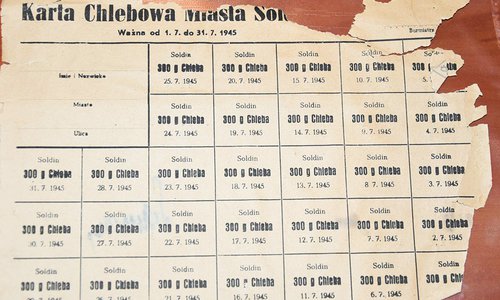 Karta Chlebowa Miasta
Ważna od 1. 7. do 31. 7. 1945
Burmistrz
Soldin Soldin Soldin Soldin
300 g Chleba 300 g Chleba 300 g Chleba 300 g Chleba
Imię i Nazwisko 25. 7. 1945 20. 7. 1945 15. 7. 1945 10. 7. 1945 5.
Miasto Soldin Soldin Soldin Soldin Soldin
300 g Chleba 300 g Chleba 300 g Chleba 300 g Chleba 300 g Chleba
Ulica 24. 7. 1945 19. 7. 1945 14. 7. 1945 9. 7. 1945 4. 7. 1945
Soldin Soldin Soldin Soldin Soldin Soldin Soldin
300 g Chleba 300 g Chleba 300 g Chleba 300 g Chleba 300 g Chleba 300 g Chleba 300 g Chleba
31. 7. 1945 28. 7. 1945 23. 7. 1945 18. 7. 1945 13. 7. 1945 8. 7. 1945 3. 7. 1945
Soldin Soldin Soldin Soldin Soldin Soldin Soldin
300 g Chleba 300 g Chleba 300 g Chleba 300 g Chleba 300 g Chleba 300 g Chleba 300 g Chleba
30. 7. 1945 27. 7. 1945 22. 7. 1945 17. 7. 1945 12. 7. 1945 7. 7. 1945 2. 7. 1945
Soldin Soldin Soldin Soldin Soldin Soldin Soldin
300 g Chleba 300 g Chleba 300 g Chleba 300 g Chleba 300 g Chleba 300 g Chleba 300 g Chleba
21. 7. 1945 16. 7. 1945 11. 7. 1945 6. 7. 1945